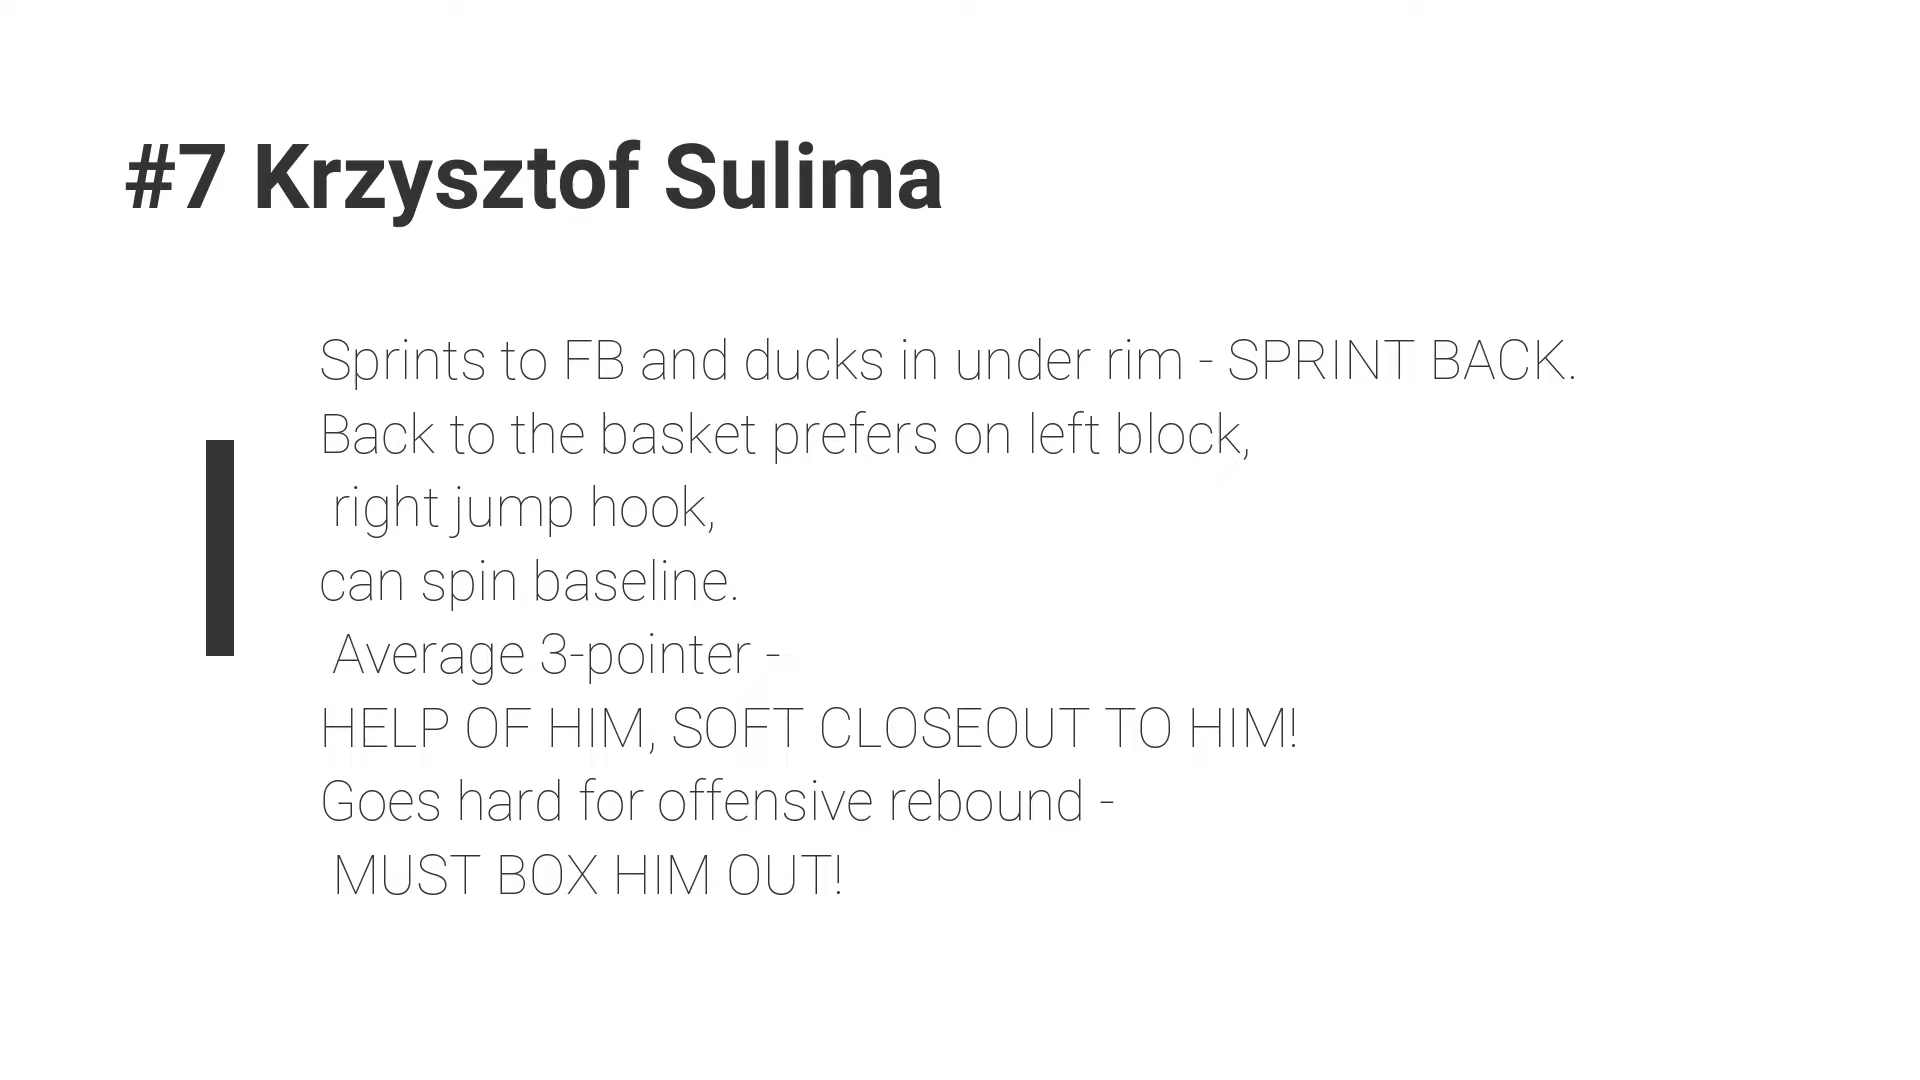 #7 Krzysztof Sulima
Sprints to FB and ducks in under rim - SPRINT BACK.
Back to the basket prefers on left block,
right jump hook,
can spin baseline.
Average 3-pointer -
HELP OF HIM, SOFT CLOSEOUT TO HIM!
Goes hard for offensive rebound -
MUST BOX HIM OUT!